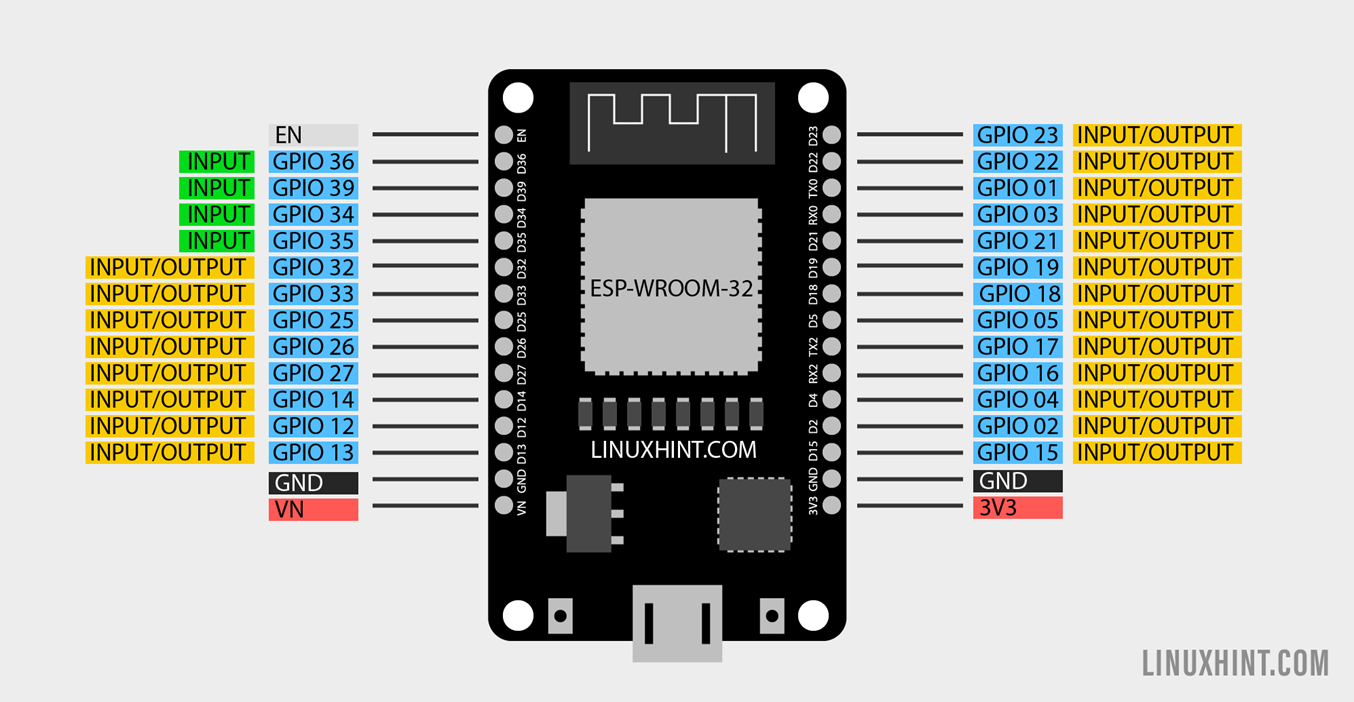 EN EN D23 GPIO 23 INPUT/OUTPUT
INPUT GPIO 36 D36 D22 GPIO 22 INPUT/OUTPUT
INPUT GPIO 39 D39 TX0 GPIO 01 INPUT/OUTPUT
INPUT GPIO 34 D34 RX0 GPIO 03 INPUT/OUTPUT
INPUT GPIO 35 D35 D21 GPIO 21 INPUT/OUTPUT
INPUT/OUTPUT GPIO 32 D32 D19 GPIO 19 INPUT/OUTPUT
ESP-WROOM-32
INPUT/OUTPUT GPIO 33 D33 D18 GPIO 18 INPUT/OUTPUT
INPUT/OUTPUT GPIO 25 D25 D5 GPIO 05 INPUT/OUTPUT
INPUT/OUTPUT GPIO 26 D26 TX2 GPIO 17 INPUT/OUTPUT
INPUT/OUTPUT GPIO 27 D27 RX2 GPIO 16 INPUT/OUTPUT
INPUT/OUTPUT GPIO 14 D14 D4 GPIO 04 INPUT/OUTPUT
INPUT/OUTPUT GPIO 12 D12 D2 GPIO 02 INPUT/OUTPUT
INPUT/OUTPUT GPIO 13 D13 LINUXHINT.COM D15 GPIO 15 INPUT/OUTPUT
GND GND GND GND
VN VN 3V3 3V3
LINUXHINT.COM